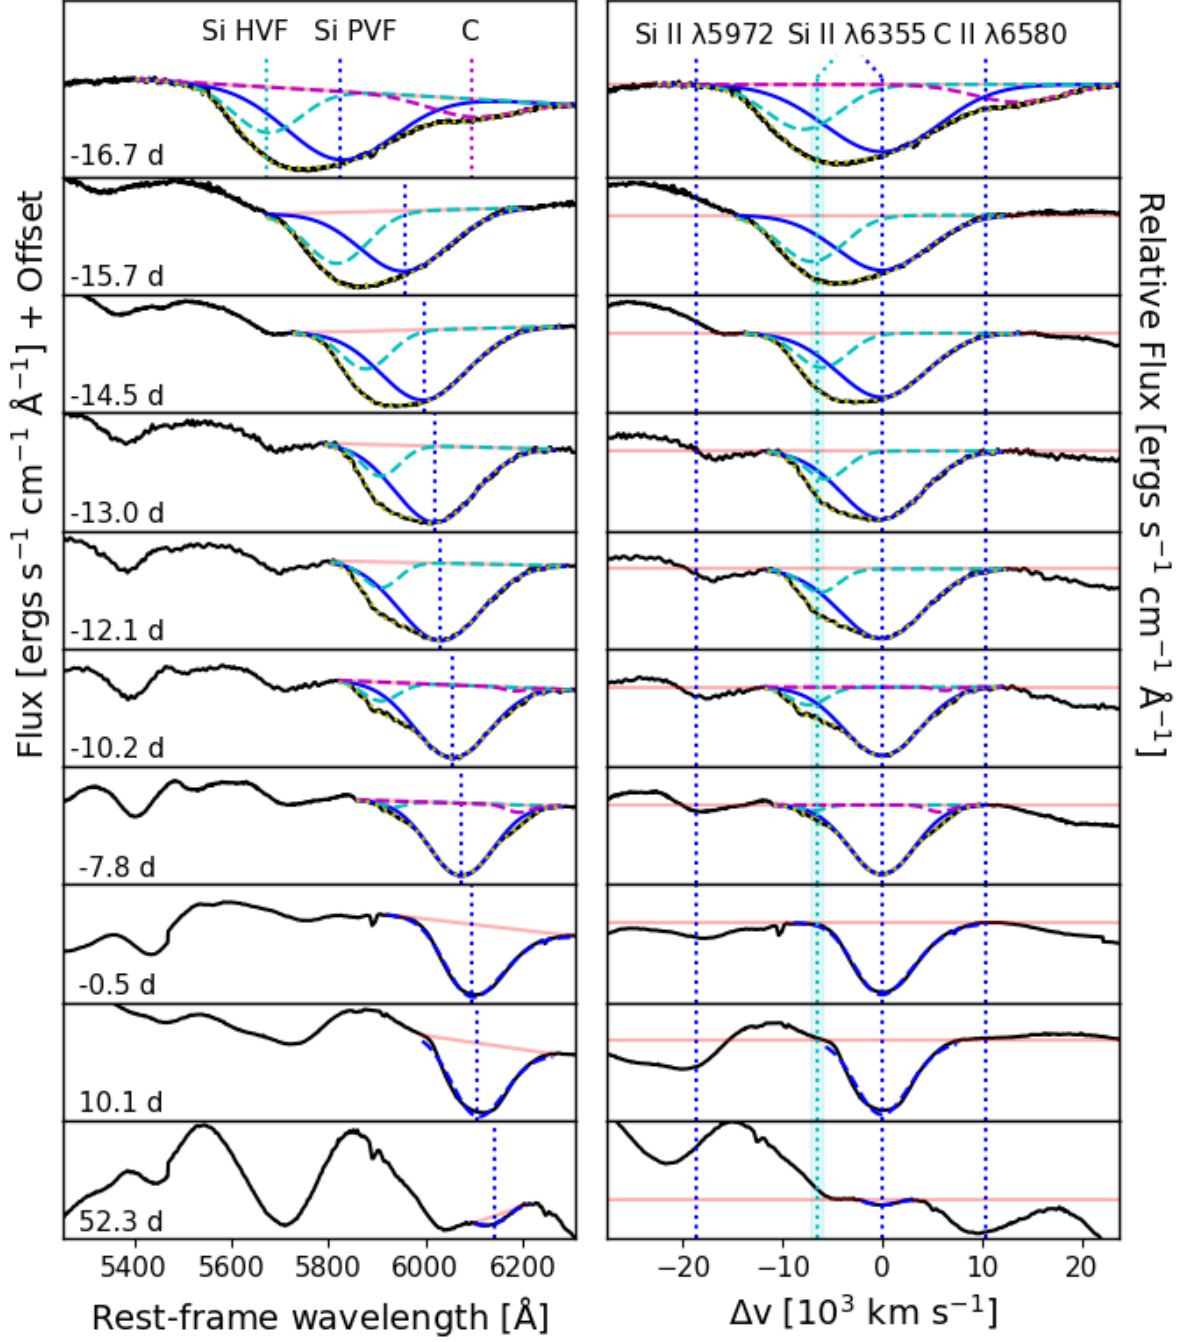 Si HVF Si PVF C
Si II λ5972 Si II λ6355 C II λ6580
-16.7 d
-15.7 d
-14.5 d
-13.0 d
-12.1 d
-10.2 d
-7.8 d
-0.5 d
10.1 d
52.3 d
Flux [ergs s⁻¹ cm⁻¹ Å⁻¹] + Offset
Relative Flux [ergs s⁻¹ cm⁻¹ Å⁻¹]
5400 5600 5800 6000 6200
−20 −10 0 10 20
Rest-frame wavelength [Å]
Δv [10³ km s⁻¹]